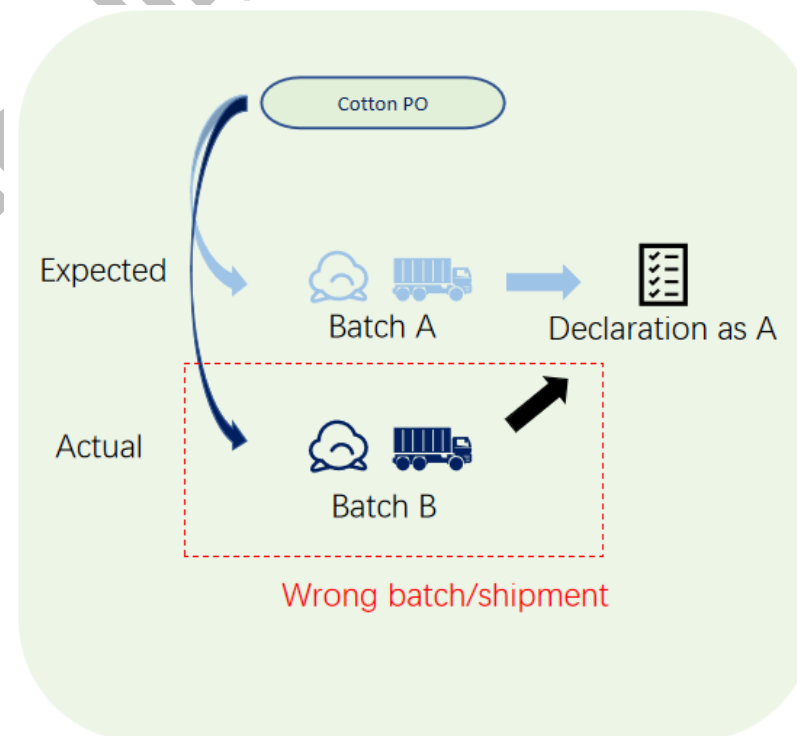 Cotton PO
Expected
Batch A
Declaration as A
Actual
Batch B
Wrong batch/shipment